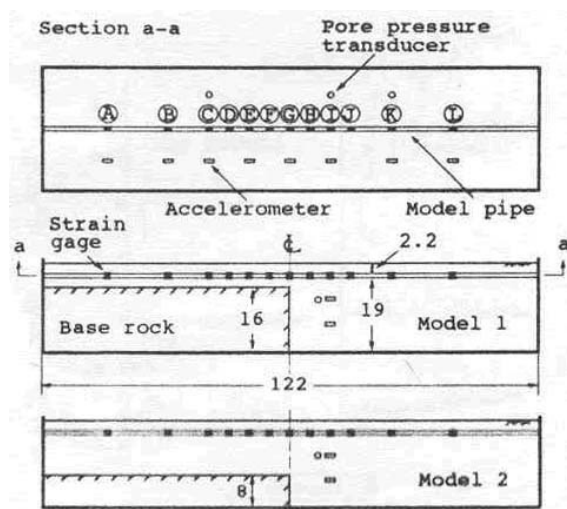 Section a-a
Pore pressure
transducer
A B C D E F G H I J K L
Accelerometer
Model pipe
Strain
gage
℄
2.2
a
a
Base rock
16
19
Model 1
122
8
Model 2